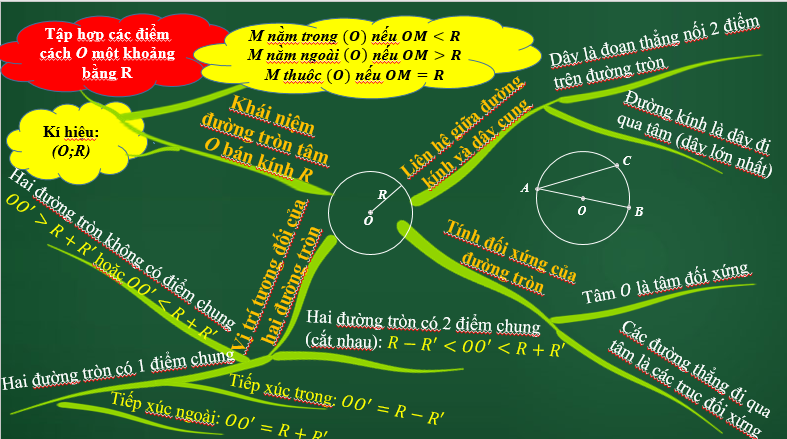 Tập hợp các điểm
cách O một khoảng
bằng R
M nằm trong (O) nếu OM < R
M nằm ngoài (O) nếu OM > R
M thuộc (O) nếu OM = R
Kí hiệu:
(O;R)
Khái niệm
đường tròn tâm
O bán kính R
Liên hệ giữa đường
kính và dây cung
Dây là đoạn thẳng nối 2 điểm
trên đường tròn
Đường kính là dây đi
qua tâm (dây lớn nhất)
R
O
A
C
B
O
Tính đối xứng của
đường tròn
Tâm O là tâm đối xứng
Các đường thẳng đi qua
tâm là các trục đối xứng
Vị trí tương đối của
hai đường tròn
Hai đường tròn không có điểm chung
OO′ > R + R′ hoặc OO′ < R + R′
Hai đường tròn có 2 điểm chung
(cắt nhau): R − R′ < OO′ < R + R′
Hai đường tròn có 1 điểm chung
Tiếp xúc trong: OO′ = R − R′
Tiếp xúc ngoài: OO′ = R + R′